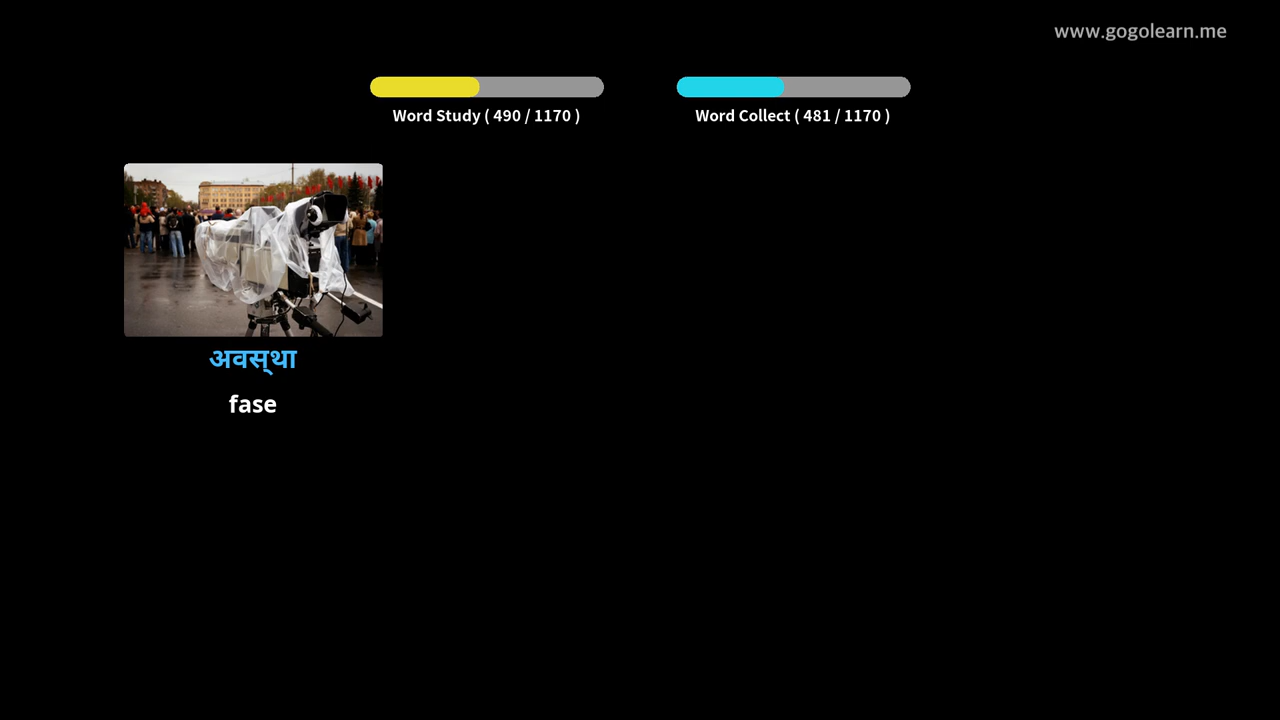 www.gogolearn.me
Word Study ( 490 / 1170 )
Word Collect ( 481 / 1170 )
अवस्था
fase